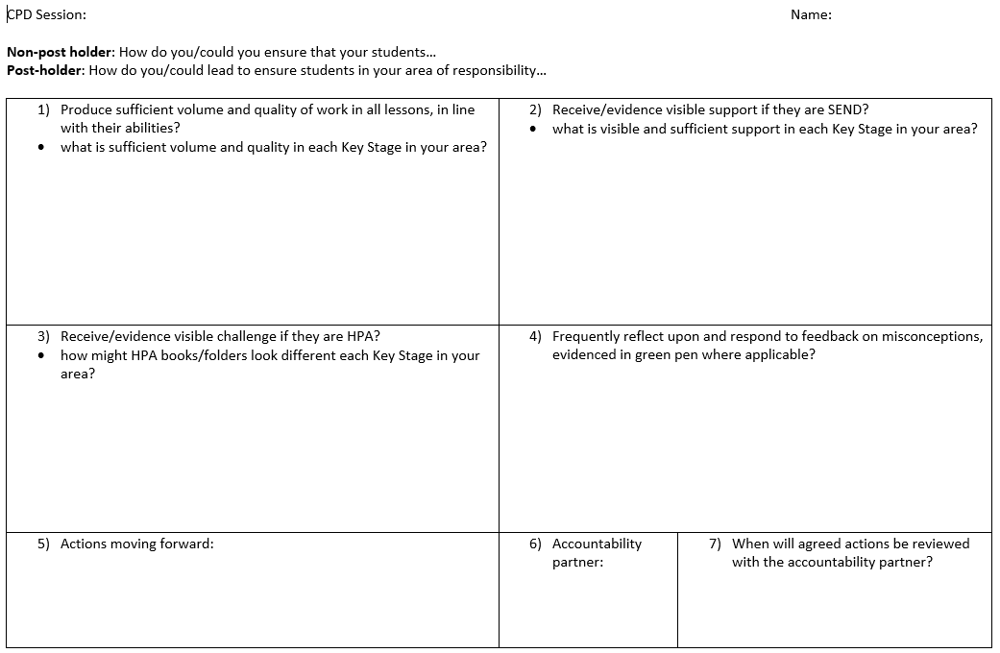 CPD Session: Name:
Non-post holder: How do you/could you ensure that your students…
Post-holder: How do you/could lead to ensure students in your area of responsibility…
1) Produce sufficient volume and quality of work in all lessons, in line
with their abilities?
• what is sufficient volume and quality in each Key Stage in your area?
2) Receive/evidence visible support if they are SEND?
• what is visible and sufficient support in each Key Stage in your area?
3) Receive/evidence visible challenge if they are HPA?
• how might HPA books/folders look different each Key Stage in your
area?
4) Frequently reflect upon and respond to feedback on misconceptions,
evidenced in green pen where applicable?
5) Actions moving forward:
6) Accountability
partner:
7) When will agreed actions be reviewed
with the accountability partner?